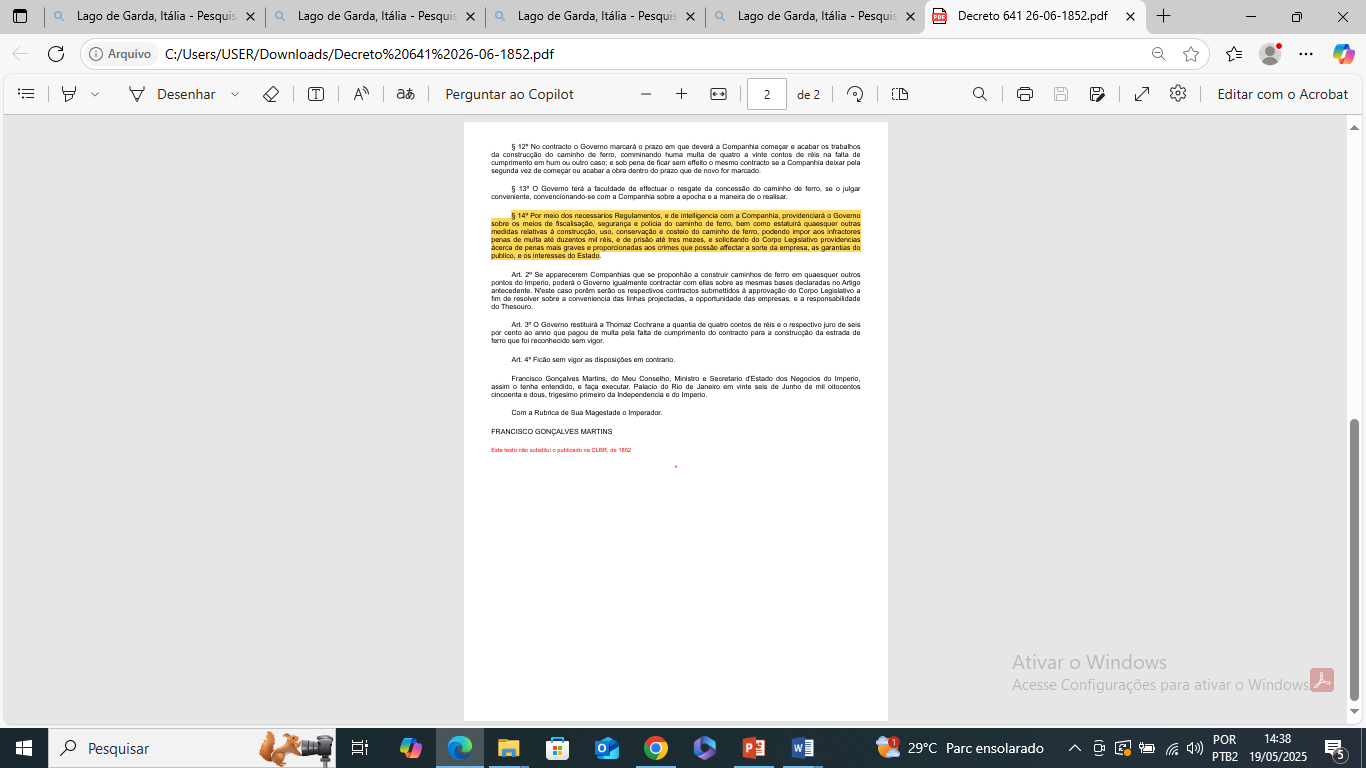 Lago de Garda, Itália - Pesquis
Lago de Garda, Itália - Pesquis
Lago de Garda, Itália - Pesquis
Lago de Garda, Itália - Pesquis
PDF
Decreto 641 26-06-1852.pdf
Arquivo
C:/Users/USER/Downloads/Decreto%20641%2026-06-1852.pdf
Desenhar
Perguntar ao Copilot
2
de 2
Editar com o Acrobat
§ 12º No contracto o Governo marcará o prazo em que deverá a Companhia começar e acabar os trabalhos
da construcção do caminho de ferro, comminando huma multa de quatro a vinte contos de réis na falta de
cumprimento em hum ou outro caso; e sob pena de ficar sem effeito o mesmo contracto se a Companhia deixar pela
segunda vez de começar ou acabar a obra dentro do prazo que de novo for marcado.
§ 13º O Governo terá a faculdade de effectuar o resgate da concessão do caminho de ferro, se o julgar
conveniente, convencionando-se com a Companhia sobre a epocha e a maneira de o realisar.
§ 14º Por meio dos necessarios Regulamentos, e de intelligencia com a Companhia, providenciará o Governo
sobre os meios de fiscalisação, segurança e policia do caminho de ferro, bem como estatuirá quaesquer outras
medidas relativas á construcção, uso, conservação e costeio do caminho de ferro, podendo impor aos infractores
penas de multa até duzentos mil réis, e de prisão até tres mezes, e solicitando do Corpo Legislativo providencias
ácerca de penas mais graves e proporcionadas aos crimes que possão affectar a sorte da empresa, as garantias do
publico, e os interesses do Estado.
Art. 2º Se apparecerem Companhias que se proponhão a construir caminhos de ferro em quaesquer outros
pontos do Imperio, poderá o Governo igualmente contractar com ellas sobre as mesmas bases declaradas no Artigo
antecedente. N'este caso porêm serão os respectivos contractos submettidos á approvação do Corpo Legislativo a
fim de resolver sobre a conveniencia das linhas projectadas, a opportunidade das empresas, e a responsabilidade
do Thesouro.
Art. 3º O Governo restituirá a Thomaz Cochrane a quantia de quatro contos de réis e o respectivo juro de seis
por cento ao anno que pagou de multa pela falta de cumprimento do contracto para a construcção da estrada de
ferro que foi reconhecido sem vigor.
Art. 4º Ficão sem vigor as disposições em contrario.
Francisco Gonçalves Martins, do Meu Conselho, Ministro e Secretario d'Estado dos Negocios do Imperio,
assim o tenha entendido, e faça executar. Palacio do Rio de Janeiro em vinte seis de Junho de mil oitocentos
cincoenta e dous, trigesimo primeiro da Independencia e do Imperio.
Com a Rubrica de Sua Magestade o Imperador.
FRANCISCO GONÇALVES MARTINS
Este texto não substitui o publicado na CLBR, de 1852
*
Ativar o Windows
Acesse Configurações para ativar o Windows
Pesquisar
1
29°C Parc ensolarado
POR
PTB2
14:38
19/05/2025
5